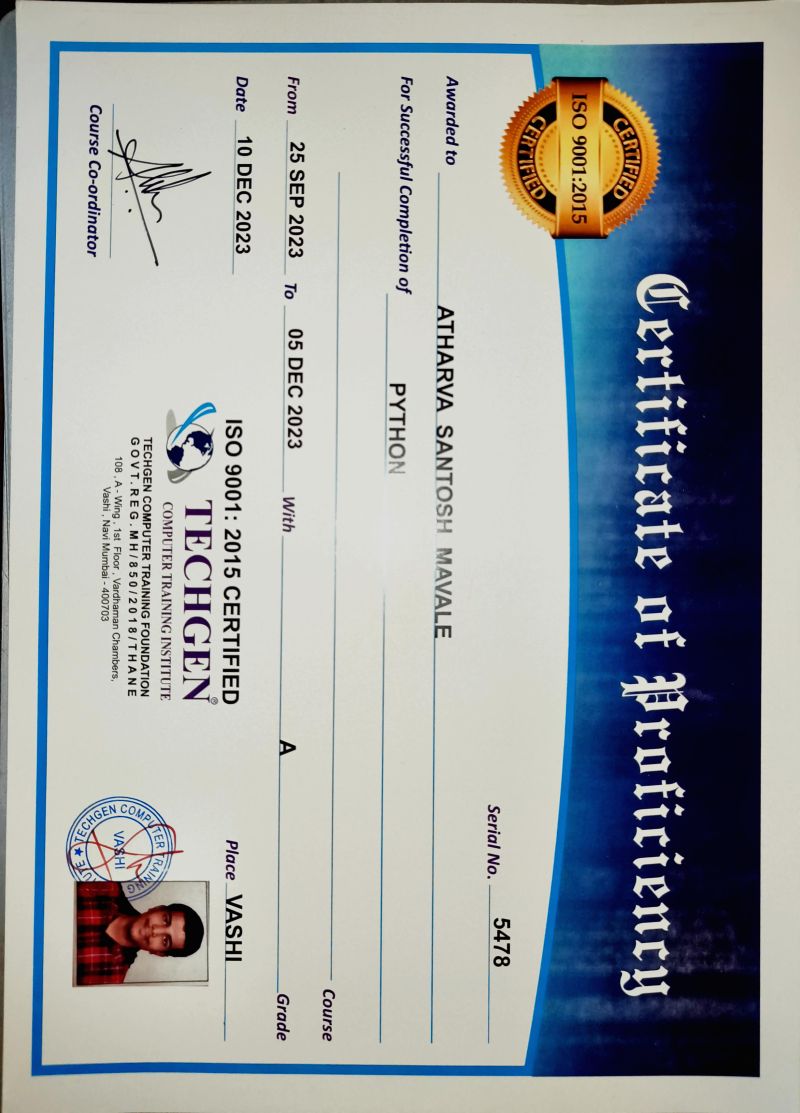 Certificate of Proficiency
CERTIFIED
ISO 9001:2015
CERTIFIED
Serial No. 5478
Awarded to ATHARVA SANTOSH MAVALE
For Successful Completion of PYTHON
Course
From 25 SEP 2023 To 05 DEC 2023 With A Grade
Date 10 DEC 2023
ISO 9001: 2015 CERTIFIED
Place VASHI
TECHGEN®
COMPUTER TRAINING INSTITUTE
TECHGEN COMPUTER TRAINING FOUNDATION
GOVT.REG.MH/850/2018/THANE
108 , A - Wing , 1st Floor , Vardhaman Chambers,
Vashi , Navi Mumbai - 400703
Course Co-ordinator
TECHGEN COMPUTER TRAINING
VASHI